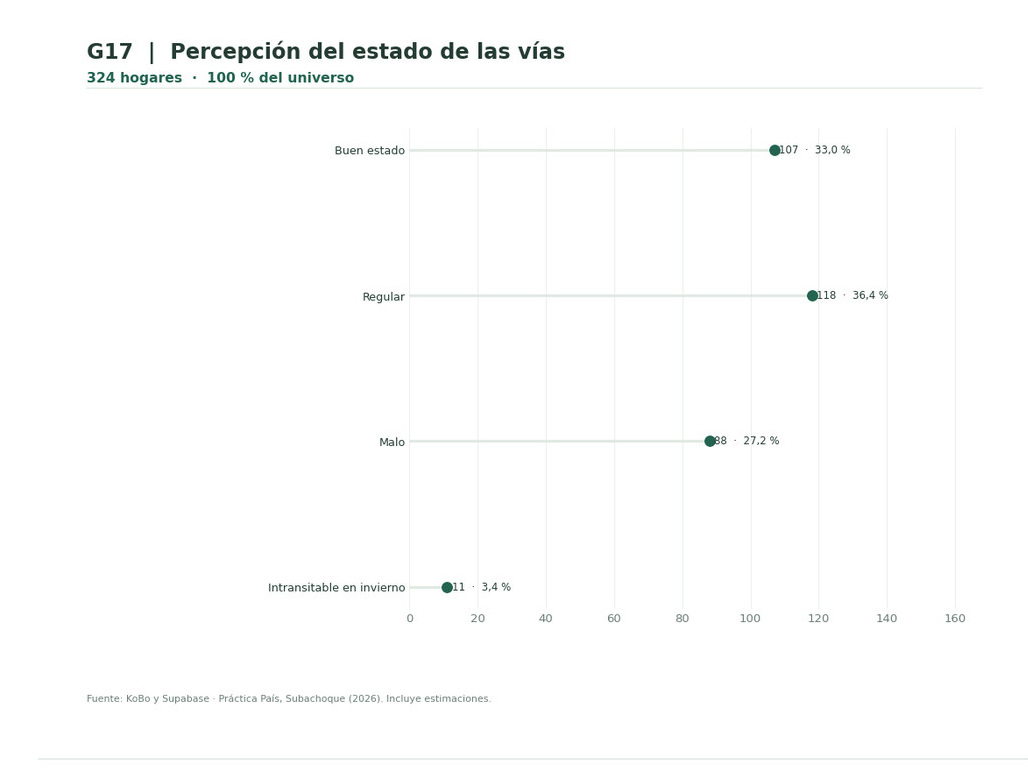 G17 | Percepción del estado de las vías
324 hogares · 100 % del universo
Buen estado 107 · 33,0 %
Regular 118 · 36,4 %
Malo 88 · 27,2 %
Intransitable en invierno 11 · 3,4 %
0 20 40 60 80 100 120 140 160
Fuente: KoBo y Supabase · Práctica País, Subachoque (2026). Incluye estimaciones.